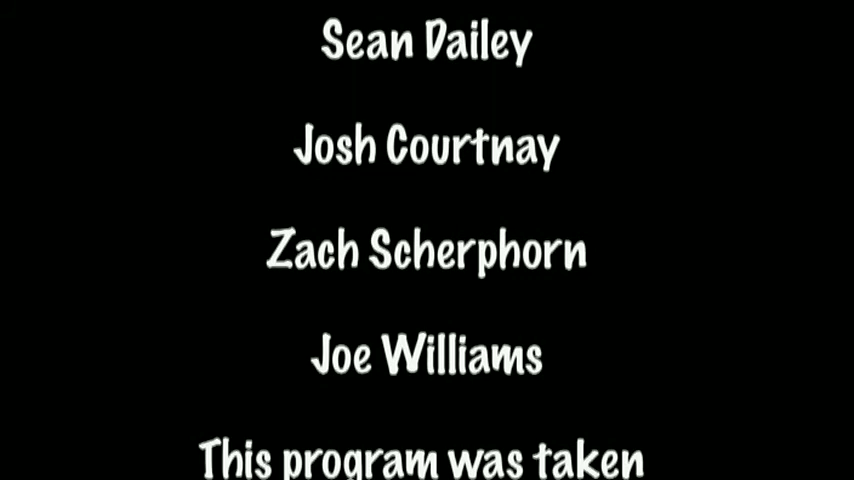 Sean Dailey
Josh Courtnay
Zach Scherphorn
Joe Williams
This program was taken